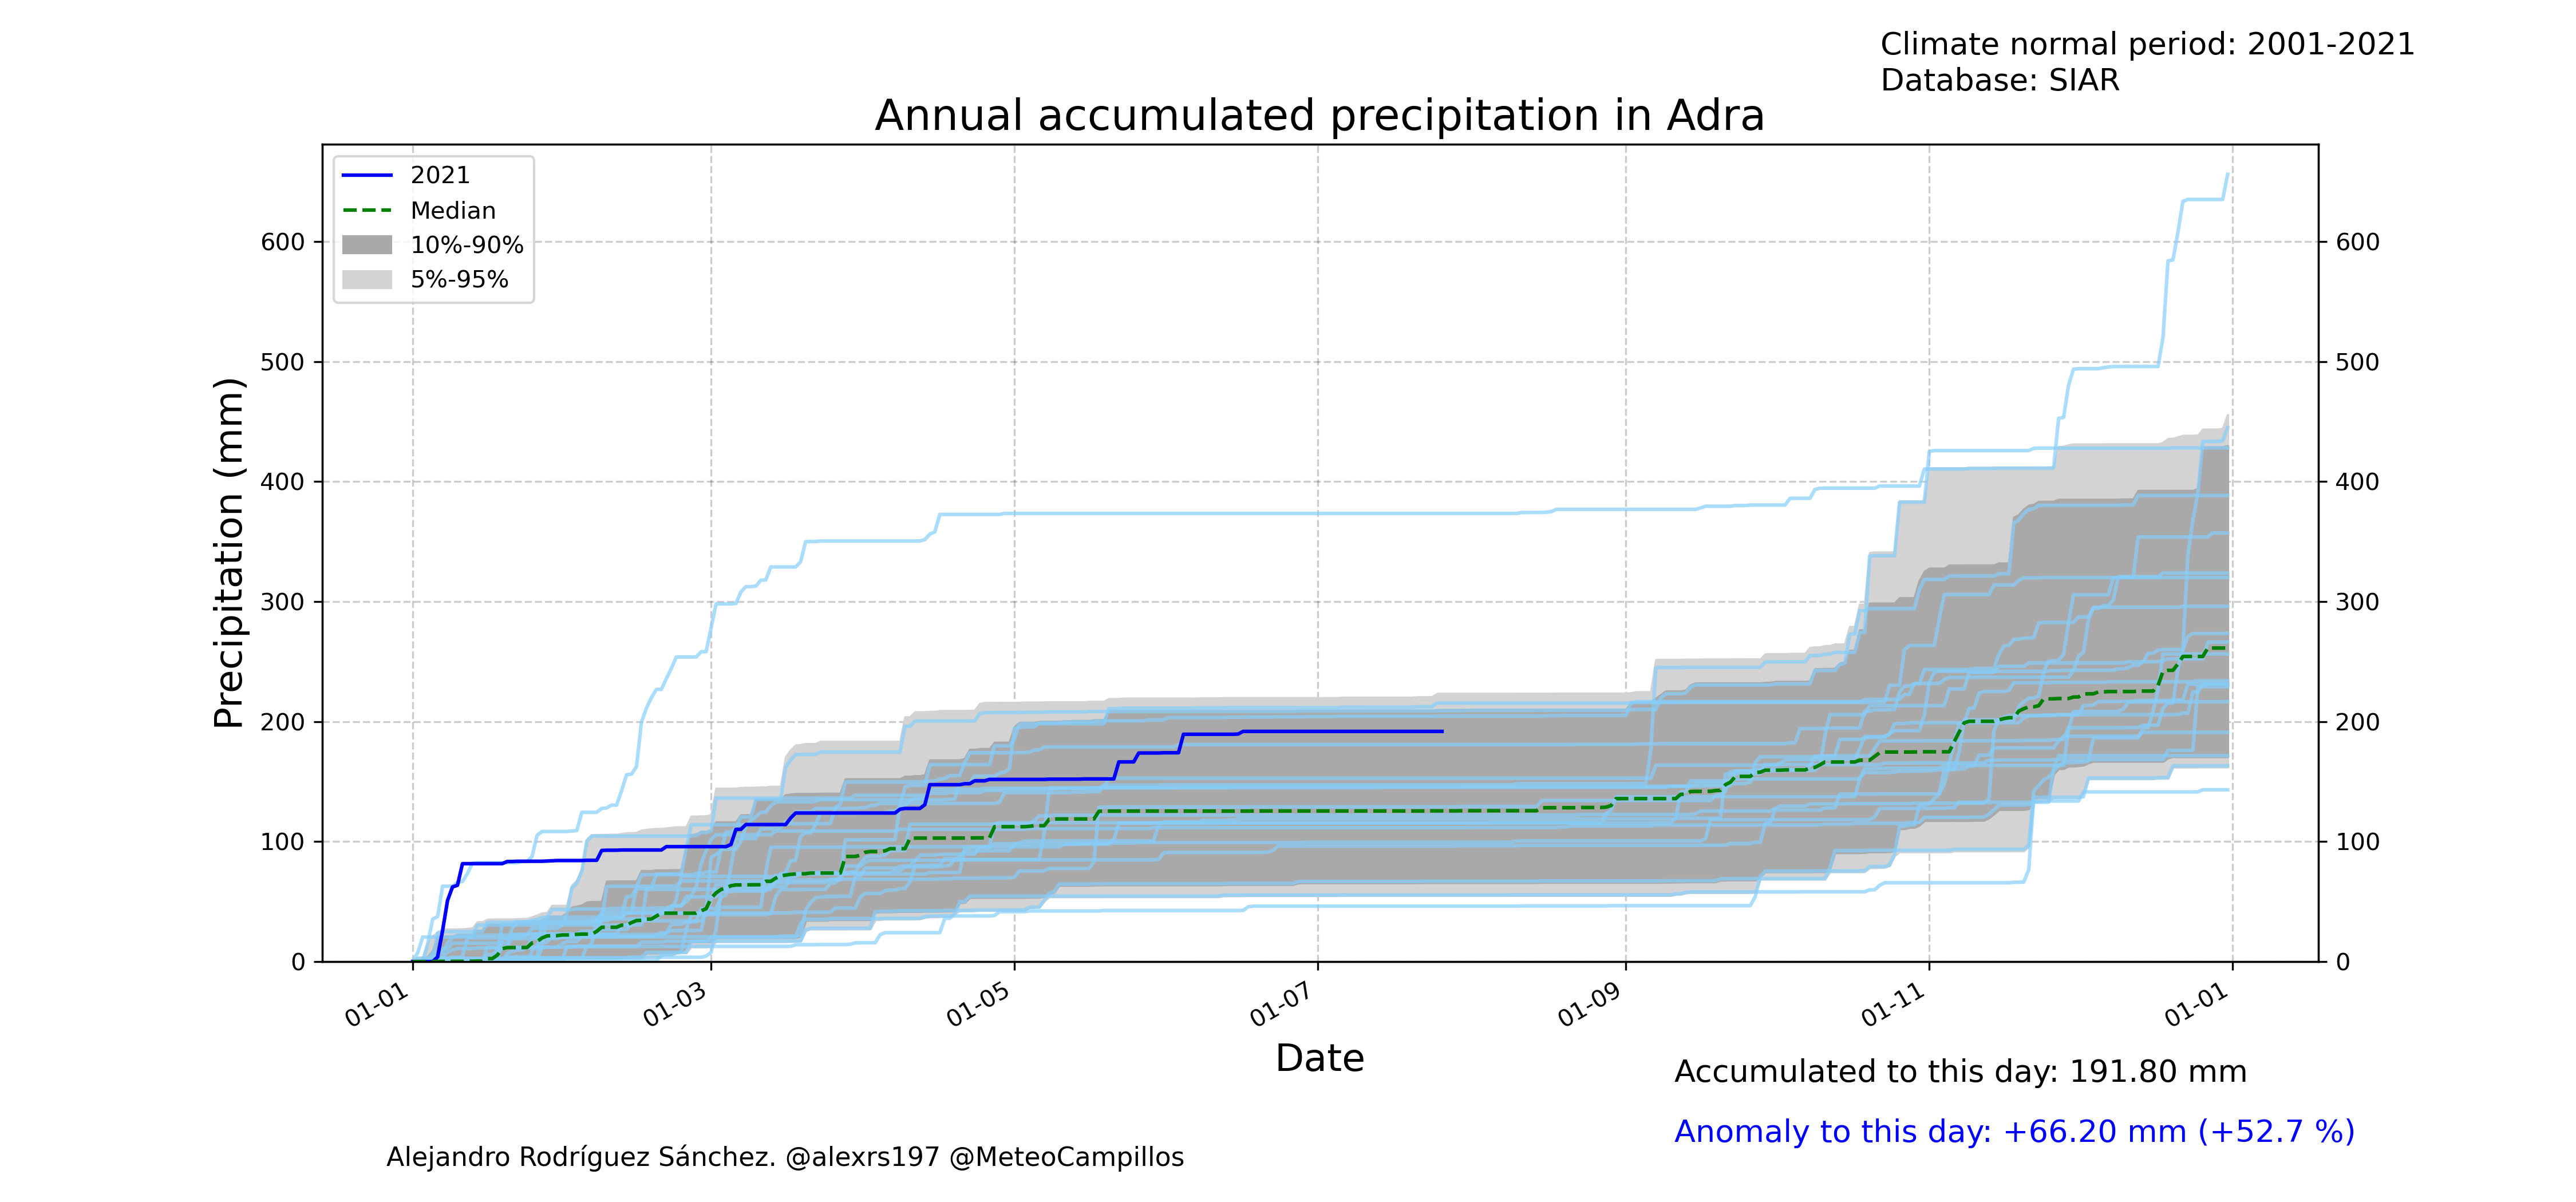 Climate normal period: 2001-2021
Database: SIAR
Annual accumulated precipitation in Adra
2021
Median
10%-90%
5%-95%
Precipitation (mm)
600
500
400
300
200
100
0
600
500
400
300
200
100
0
01-01
01-03
01-05
01-07
01-09
01-11
01-01
Date
Accumulated to this day: 191.80 mm
Anomaly to this day: +66.20 mm (+52.7 %)
Alejandro Rodríguez Sánchez. @alexrs197 @MeteoCampillos